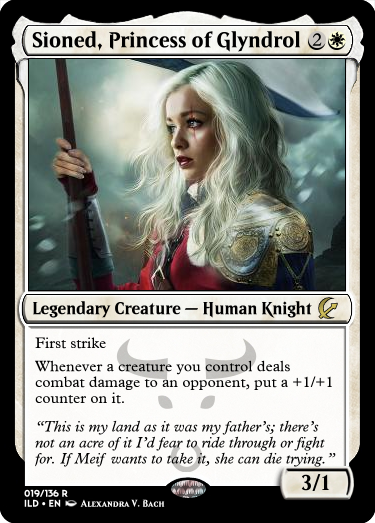 Sioned, Princess of Glyndrol 2
Legendary Creature — Human Knight
First strike
Whenever a creature you control deals
combat damage to an opponent, put a +1/+1
counter on it.
“This is my land as it was my father’s; there’s
not an acre of it I’d fear to ride through or fight
for. If Meif wants to take it, she can die trying.”
3/1
019/136 R
ILD • EN Alexandra V. Bach